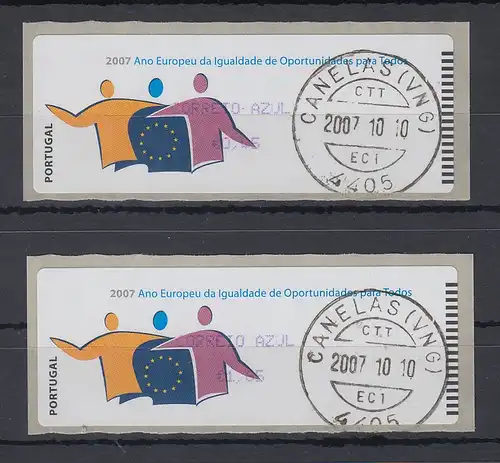 2007 Ano Europeu da Igualdade de Oportunidades para Todos
CORREIO AZUL
PORTUGAL
CANELAS (VNG)
CTT
2007 10 10
EC1
4405
2007 Ano Europeu da Igualdade de Oportunidades para Todos
CORREIO AZUL
PORTUGAL
CANELAS (VNG)
CTT
2007 10 10
EC1
4405